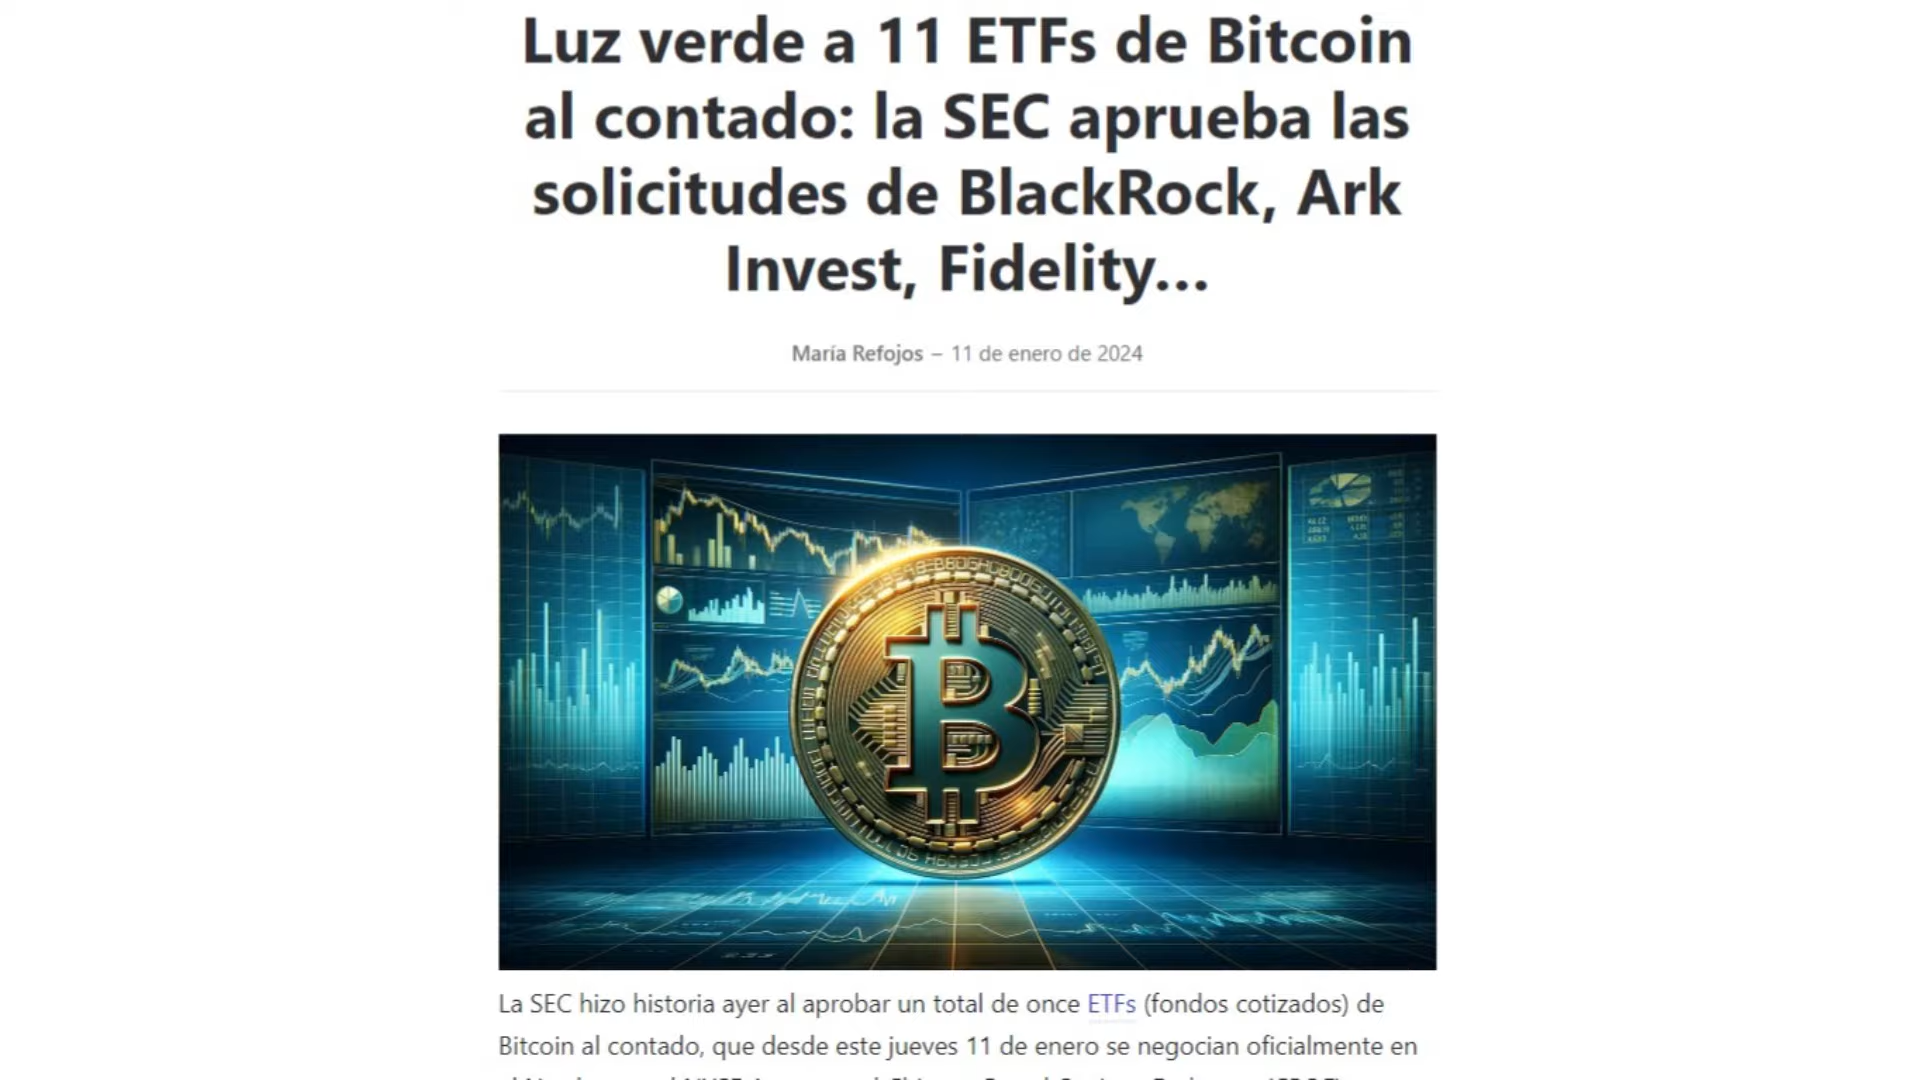 Luz verde a 11 ETFs de Bitcoin
al contado: la SEC aprueba las
solicitudes de BlackRock, Ark
Invest, Fidelity...
María Refojos – 11 de enero de 2024
La SEC hizo historia ayer al aprobar un total de once ETFs (fondos cotizados) de
Bitcoin al contado, que desde este jueves 11 de enero se negocian oficialmente en